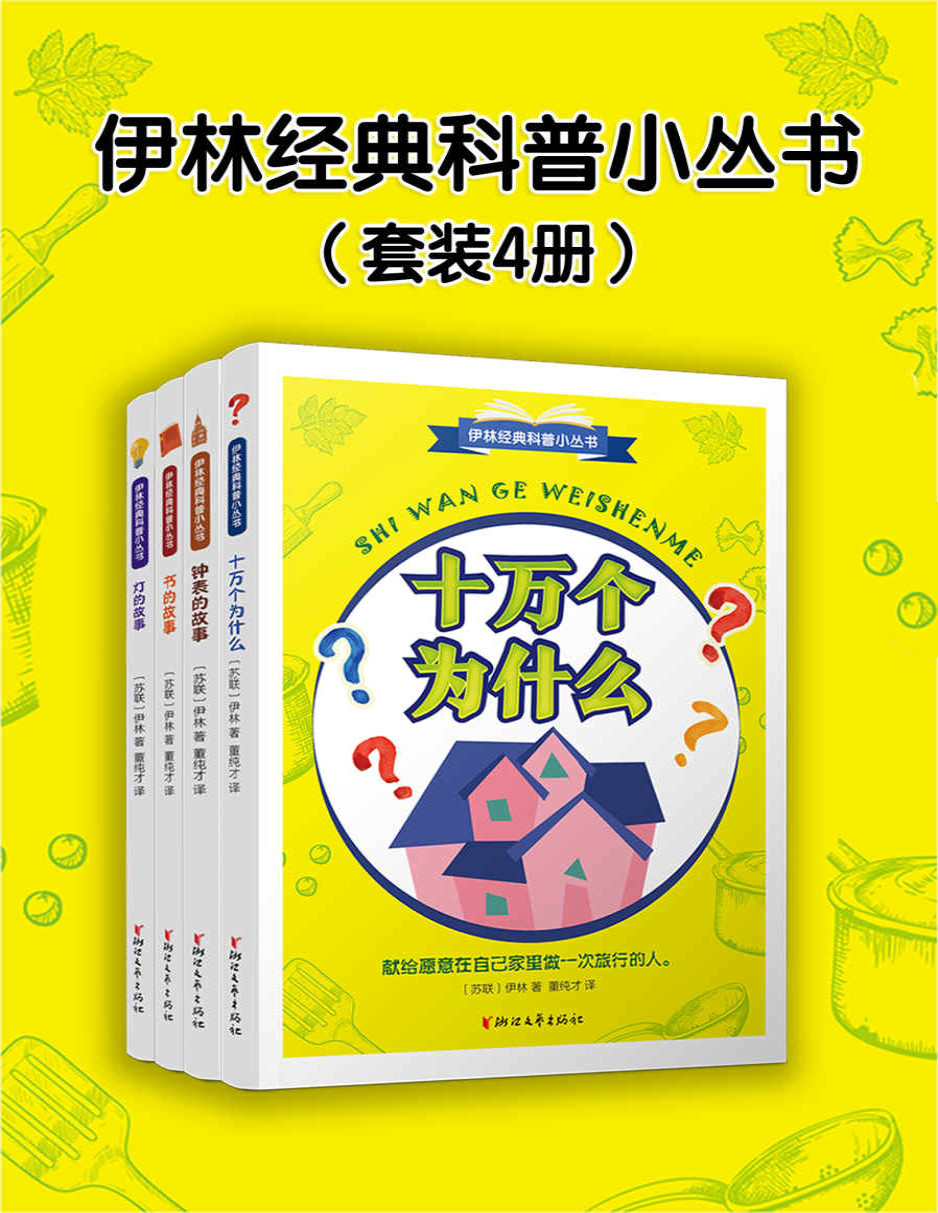 伊林经典科普小丛书
（套装4册）
伊林经典科普小丛书
灯的故事
［苏联］伊林 著 董纯才 译
浙江文艺出版社
伊林经典科普小丛书
书的故事
［苏联］伊林 著 董纯才 译
浙江文艺出版社
伊林经典科普小丛书
钟表的故事
［苏联］伊林 著 董纯才 译
浙江文艺出版社
伊林经典科普小丛书
十万个为什么
［苏联］伊林 著 董纯才 译
浙江文艺出版社
伊林经典科普小丛书
SHI WAN GE WEISHENME
十万个
为什么
献给愿意在自己家里做一次旅行的人。
［苏联］伊林 著 董纯才 译
浙江文艺出版社